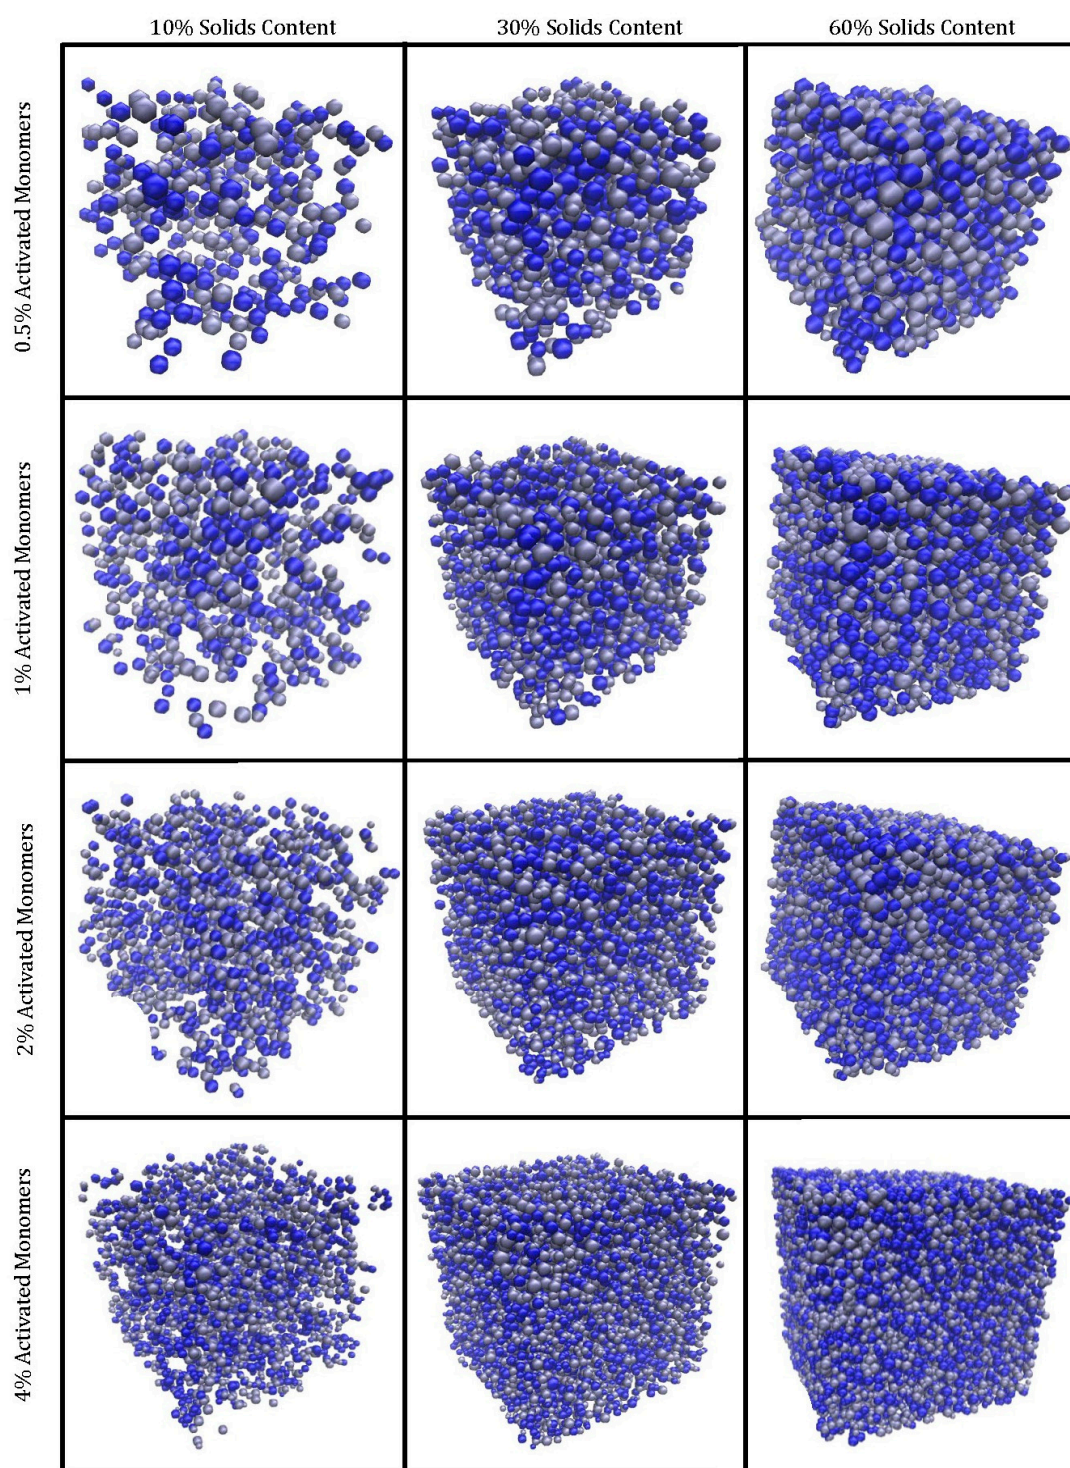 10% Solids Content
30% Solids Content
60% Solids Content
0.5% Activated Monomers
1% Activated Monomers
2% Activated Monomers
4% Activated Monomers